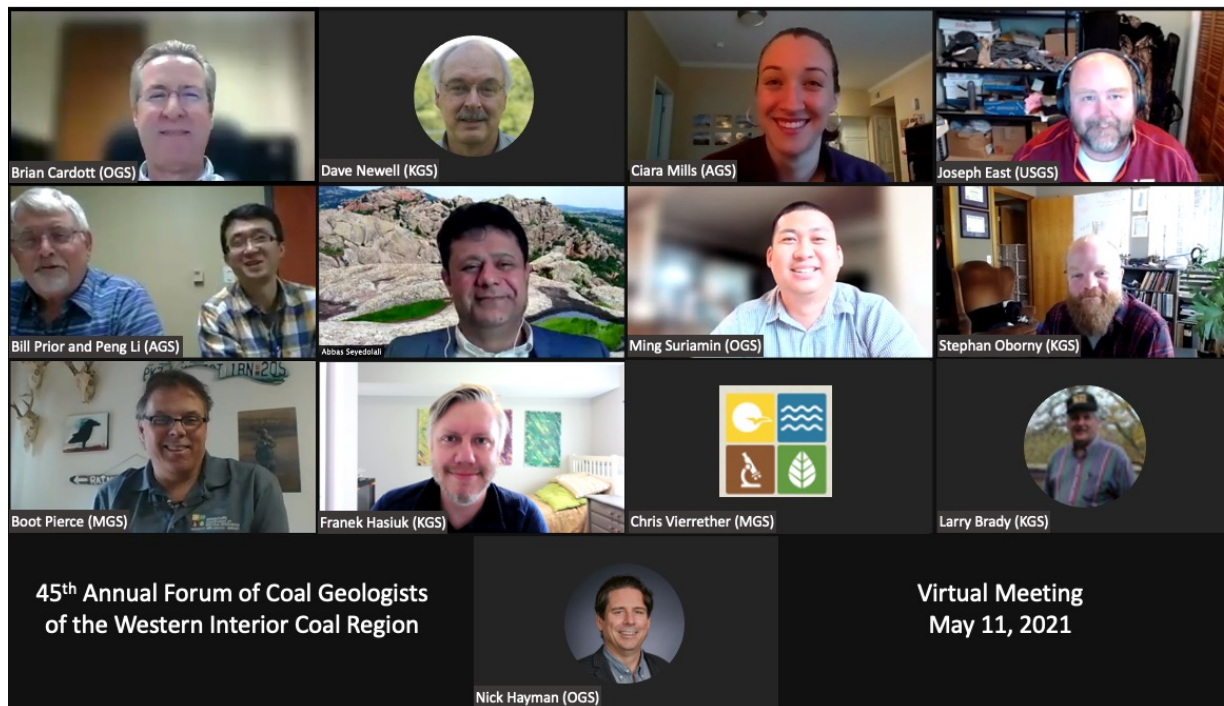 Brian Cardott (OGS)
Dave Newell (KGS)
Ciara Mills (AGS)
Joseph East (USGS)
Bill Prior and Peng Li (AGS)
Abbas Seyedolali
Ming Suriamin (OGS)
Stephan Oborny (KGS)
Boot Pierce (MGS)
Franek Hasiuk (KGS)
Chris Vierrether (MGS)
Larry Brady (KGS)
45th Annual Forum of Coal Geologists
of the Western Interior Coal Region
Virtual Meeting
May 11, 2021
Nick Hayman (OGS)